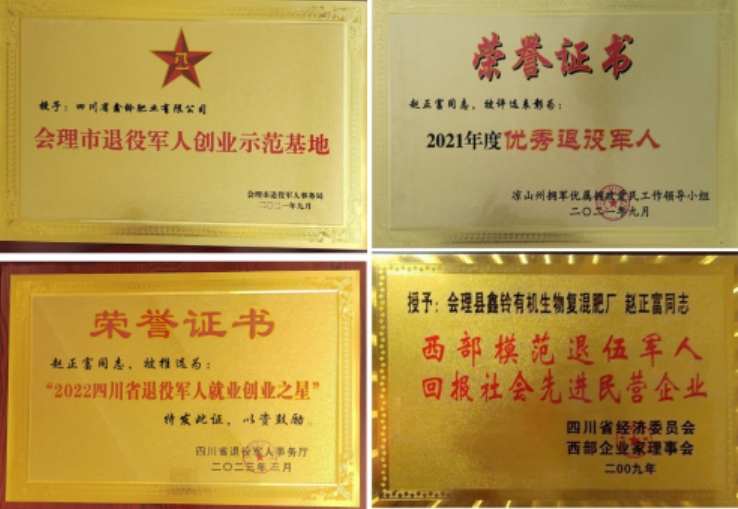 授予：四川省鑫铃肥业有限公司
会理市退役军人创业示范基地
会理市退役军人事务局
二〇二一年九月
荣誉证书
赵正富同志，被评选表彰为：
2021年度优秀退役军人
凉山州拥军优属拥政爱民工作领导小组
二〇二一年九月
荣誉证书
赵正富同志，被推选为：
“2022四川省退役军人就业创业之星”
特发此证，以资鼓励。
四川省退役军人事务厅
二〇二三年三月
授予：会理县鑫铃有机生物复混肥厂 赵正富同志
西部模范退伍军人
回报社会先进民营企业
四川省经济委员会
西部企业家理事会
二00九年